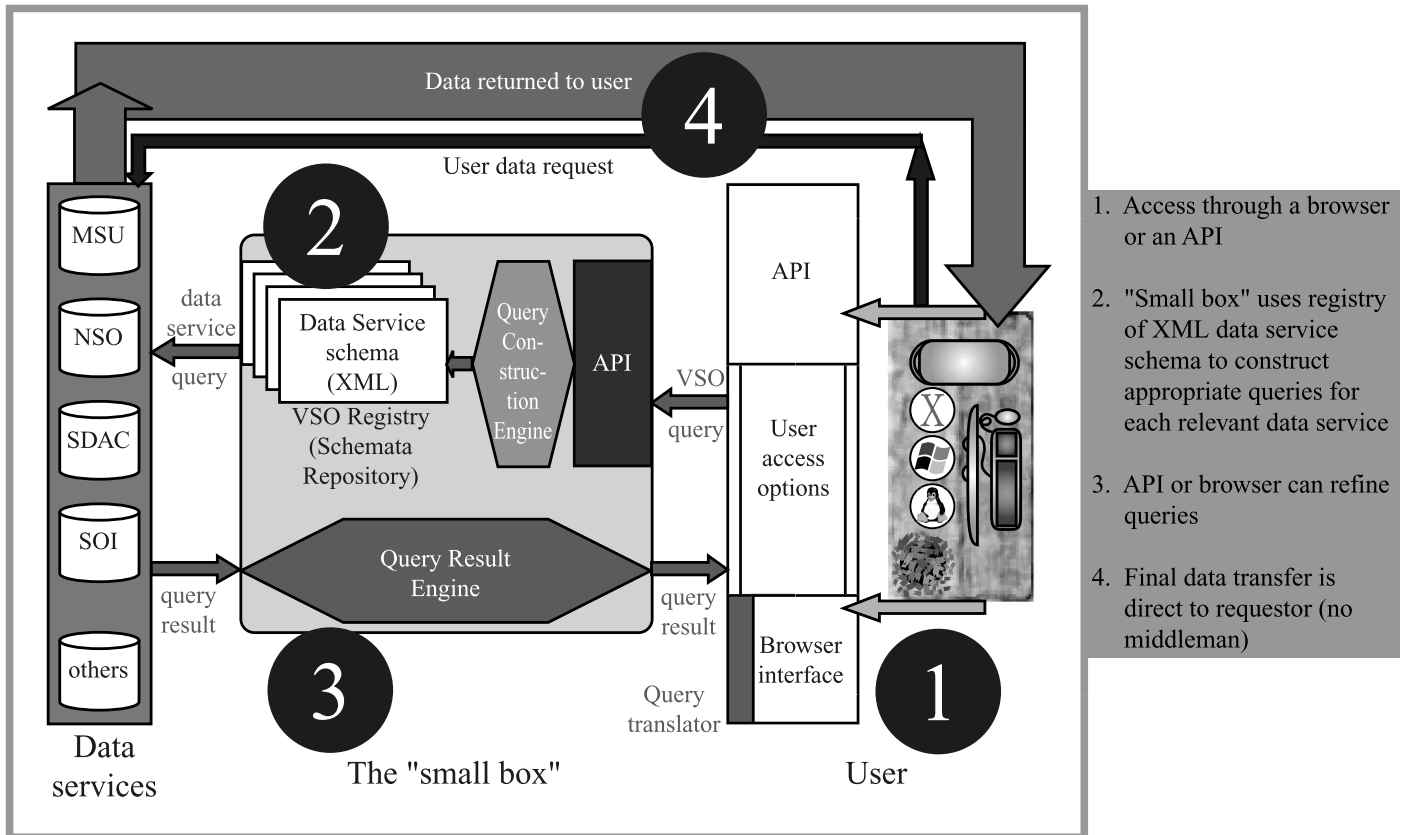 Data returned to user
4
User data request
2
MSU
NSO
SDAC
SOI
others
Data
services
data
service
query
Data Service
schema
(XML)
VSO Registry
(Schemata
Repository)
Query
Con-
struc-
tion
Engine
API
VSO
query
API
User
access
options
Browser
interface
X
query
result
Query Result
Engine
query
result
3
Query
translator
1
The "small box"
User
1. Access through a browser
or an API
2. "Small box" uses registry
of XML data service
schema to construct
appropriate queries for
each relevant data service
3. API or browser can refine
queries
4. Final data transfer is
direct to requestor (no
middleman)